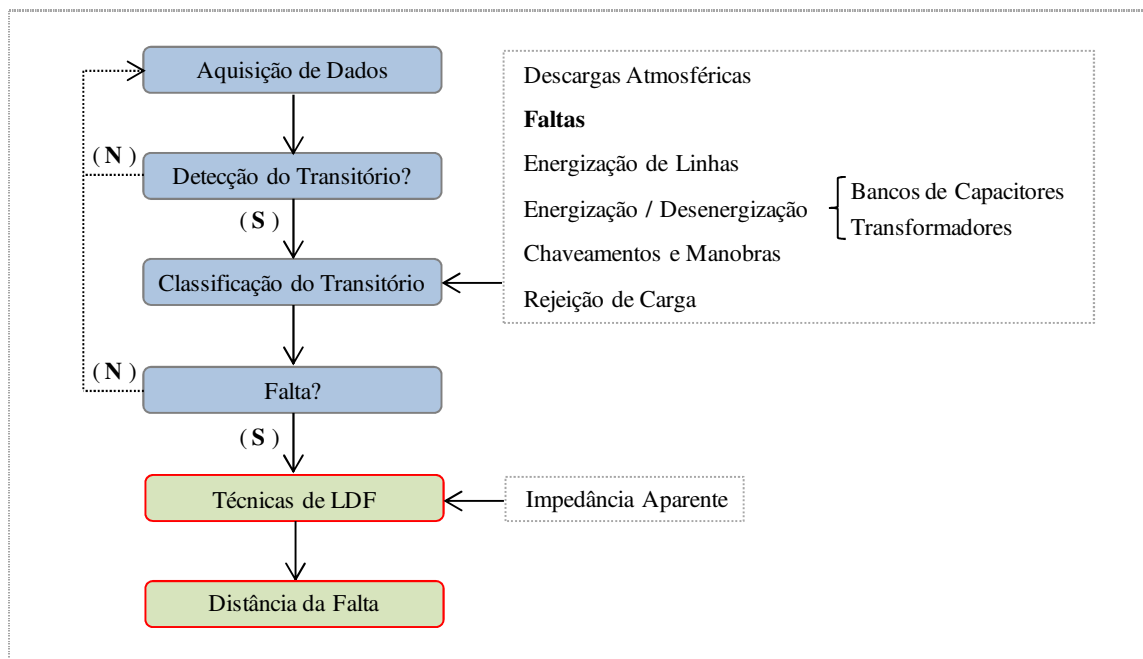 Aquisição de Dados
( N )
Detecção do Transitório?
( S )
Classificação do Transitório
( N )
Falta?
( S )
Técnicas de LDF
Distância da Falta
Descargas Atmosféricas
Faltas
Energização de Linhas
Energização / Desenergização
Bancos de Capacitores
Transformadores
Chaveamentos e Manobras
Rejeição de Carga
Impedância Aparente